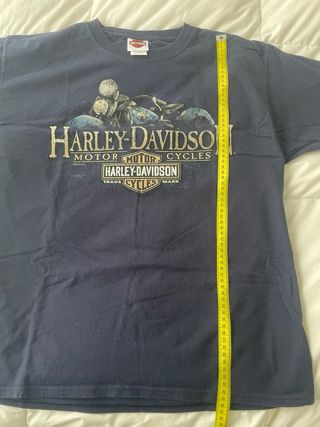 HARLEY-DAVIDSON
MOTOR CYCLES
MOTOR
HARLEY-DAVIDSON
CYCLES
TRADE MARK